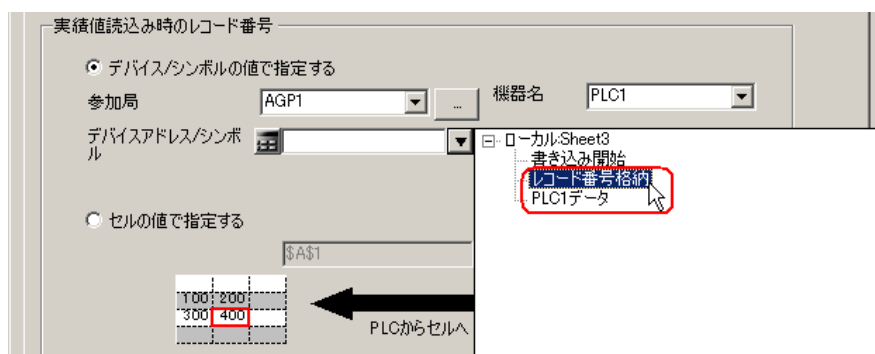 実績値読込み時のレコード番号
デバイス/シンボルの値で指定する
参加局 AGP1 ... 機器名 PLC1
デバイスアドレス/シンボ
ル
ローカル:Sheet3
書き込み開始
レコード番号格納
PLC1データ
セルの値で指定する
$A$1
100 200
300 400
PLCからセルへ